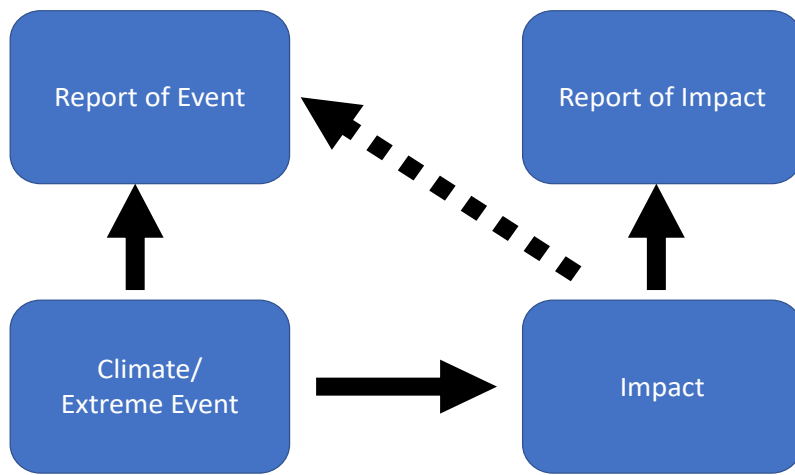 Report of Event
Report of Impact
Climate/
Extreme Event
Impact